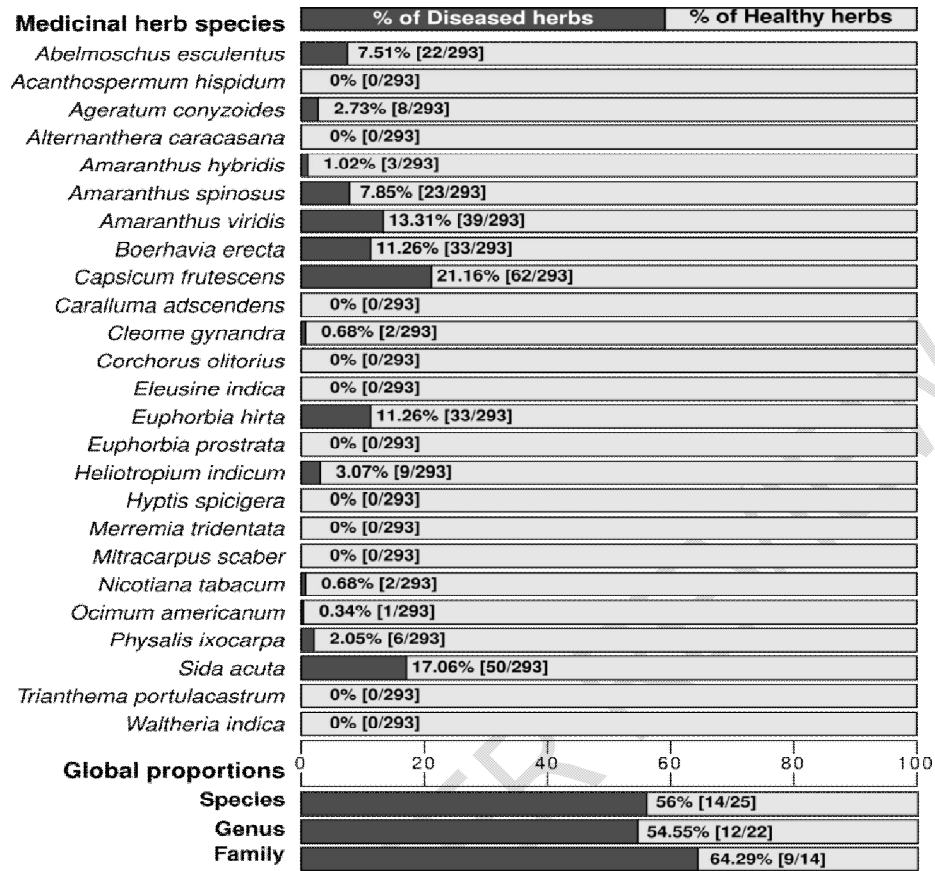 Medicinal herb species % of Diseased herbs % of Healthy herbs
Abelmoschus esculentus 7.51% [22/293]
Acanthospermum hispidum 0% [0/293]
Ageratum conyzoides 2.73% [8/293]
Alternanthera caracasana 0% [0/293]
Amaranthus hybridis 1.02% [3/293]
Amaranthus spinosus 7.85% [23/293]
Amaranthus viridis 13.31% [39/293]
Boerhavia erecta 11.26% [33/293]
Capsicum frutescens 21.16% [62/293]
Caralluma adscendens 0% [0/293]
Cleome gynandra 0.68% [2/293]
Corchorus olitorius 0% [0/293]
Eleusine indica 0% [0/293]
Euphorbia hirta 11.26% [33/293]
Euphorbia prostrata 0% [0/293]
Heliotropium indicum 3.07% [9/293]
Hyptis spicigera 0% [0/293]
Merremia tridentata 0% [0/293]
Mitracarpus scaber 0% [0/293]
Nicotiana tabacum 0.68% [2/293]
Ocimum americanum 0.34% [1/293]
Physalis ixocarpa 2.05% [6/293]
Sida acuta 17.06% [50/293]
Trianthema portulacastrum 0% [0/293]
Waltheria indica 0% [0/293]
0 20 40 60 80 100
Global proportions
Species 56% [14/25]
Genus 54.55% [12/22]
Family 64.29% [9/14]